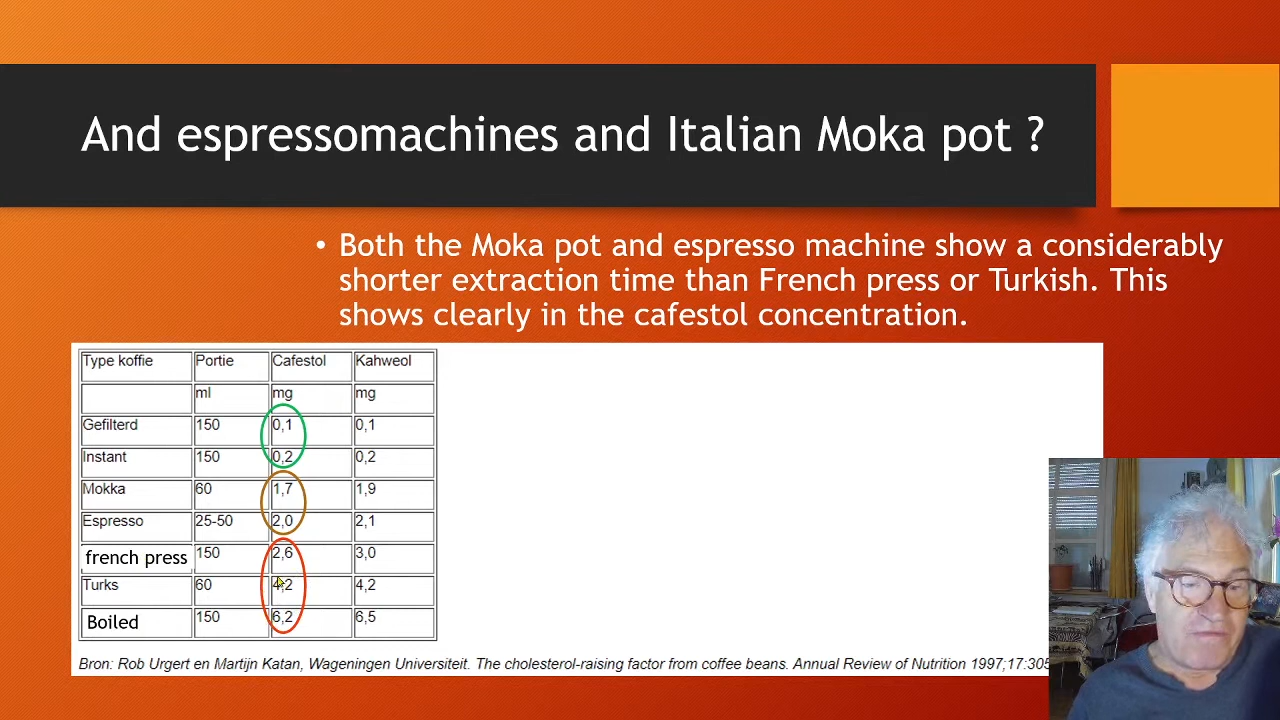 And espressomachines and Italian Moka pot ?
• Both the Moka pot and espresso machine show a considerably
shorter extraction time than French press or Turkish. This
shows clearly in the cafestol concentration.
Type koffie Portie Cafestol Kahweol
ml mg mg
Gefilterd 150 0,1 0,1
Instant 150 0,2 0,2
Mokka 60 1,7 1,9
Espresso 25-50 2,0 2,1
french press 150 2,6 3,0
Turks 60 4,2 4,2
Boiled 150 6,2 6,5
Bron: Rob Urgert en Martijn Katan, Wageningen Universiteit. The cholesterol-raising factor from coffee beans. Annual Review of Nutrition 1997;17:305